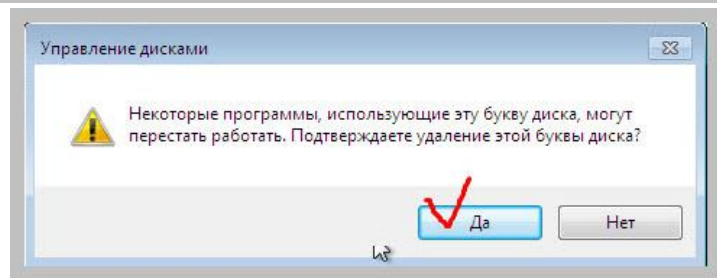 Управление дисками
Некоторые программы, использующие эту букву диска, могут
перестать работать. Подтверждаете удаление этой буквы диска?
Да
Нет